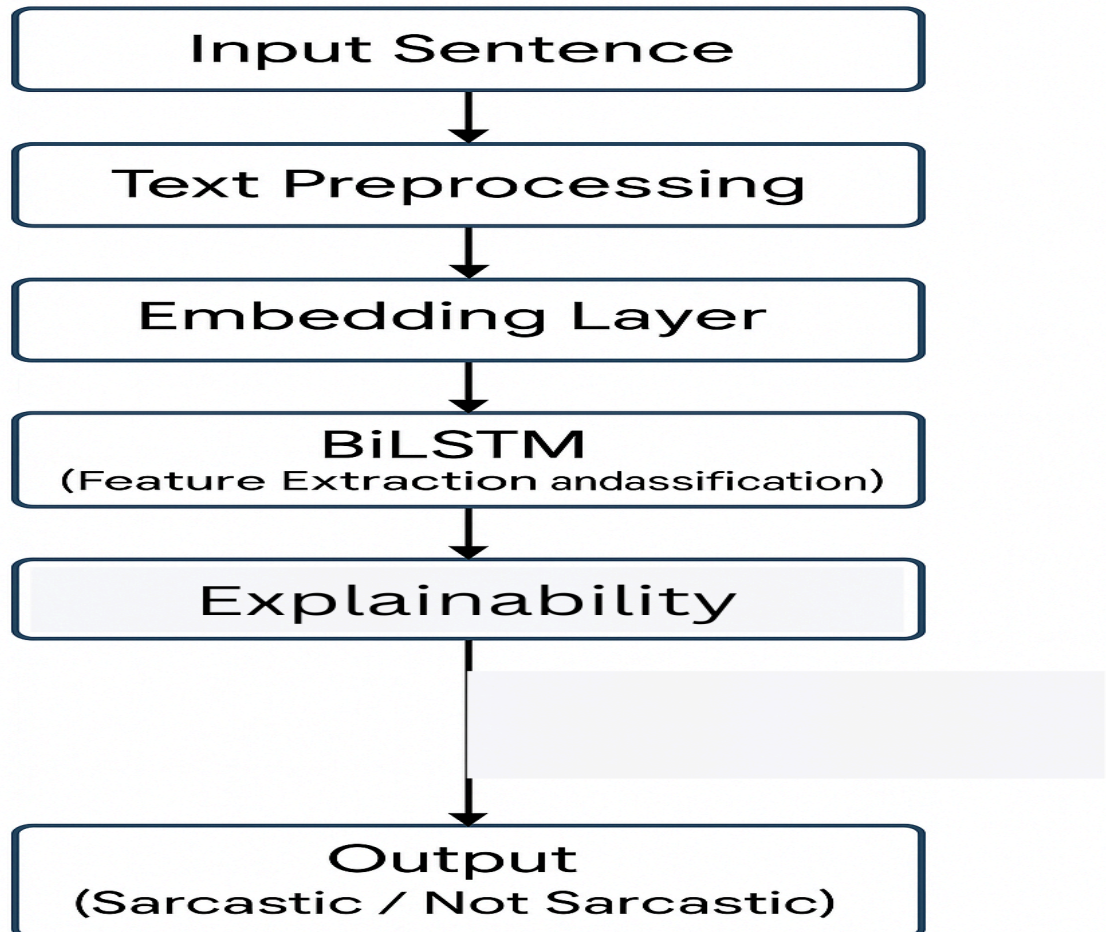 Input Sentence
Text Preprocessing
Embedding Layer
BiLSTM
(Feature Extraction andassification)
Explainability
Output
(Sarcastic / Not Sarcastic)